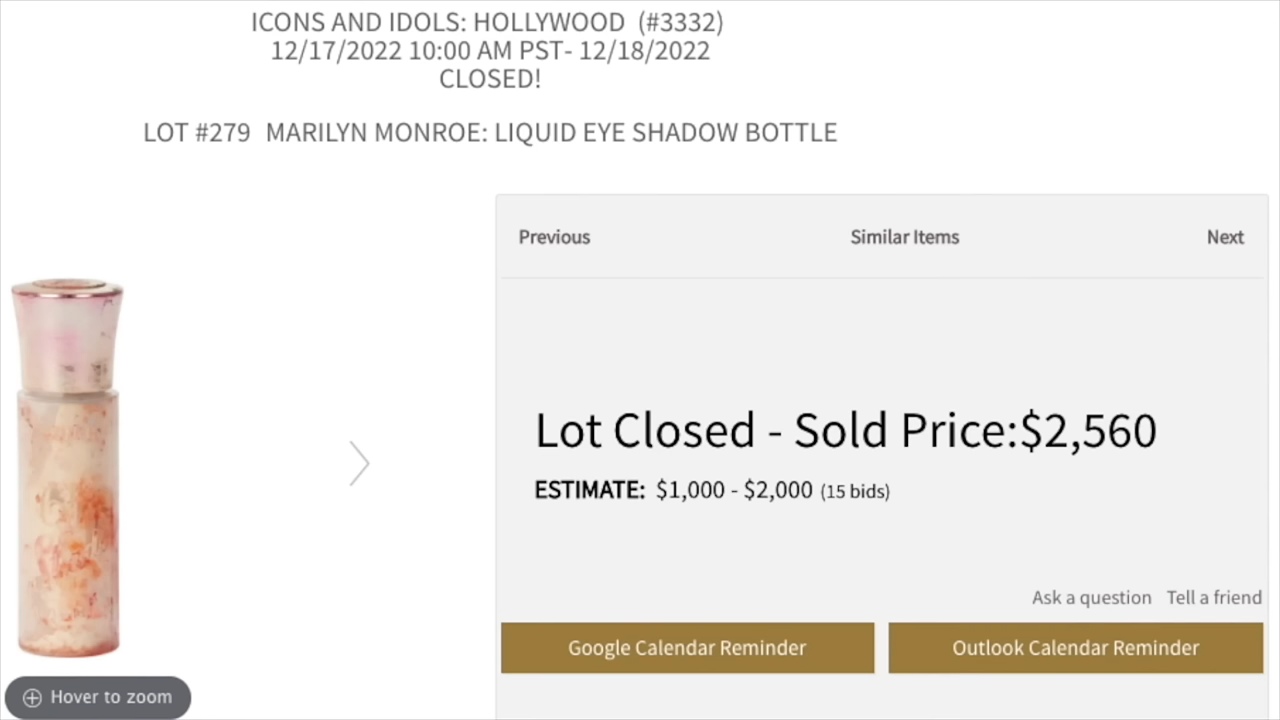 ICONS AND IDOLS: HOLLYWOOD (#3332)
12/17/2022 10:00 AM PST- 12/18/2022
CLOSED!
LOT #279 MARILYN MONROE: LIQUID EYE SHADOW BOTTLE
Previous Similar Items Next
Lot Closed - Sold Price:$2,560
ESTIMATE: $1,000 - $2,000 (15 bids)
Ask a question Tell a friend
Google Calendar Reminder Outlook Calendar Reminder
Hover to zoom